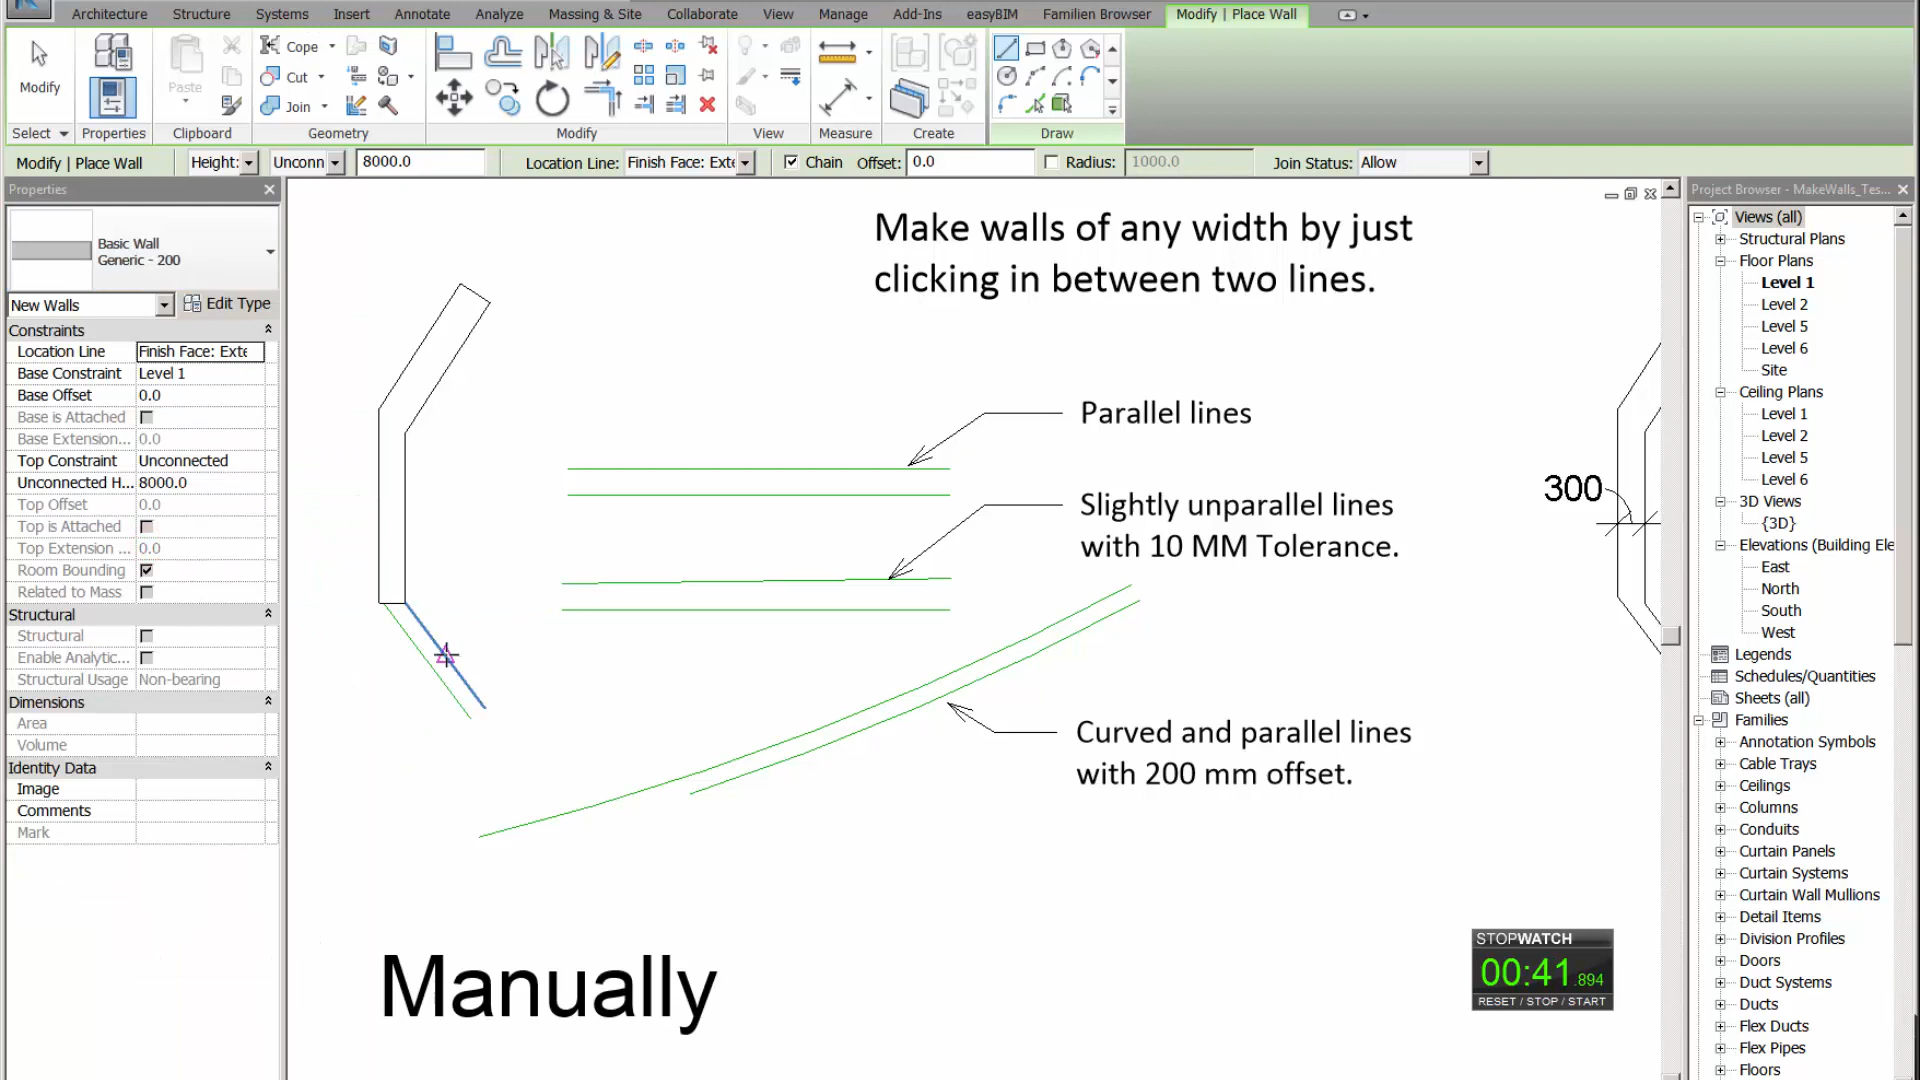 Architecture Structure Systems Insert Annotate Analyze Massing & Site Collaborate View Manage Add-Ins easyBIM Familien Browser Modify | Place Wall
Modify Paste Cope Cut Join
Select Properties Clipboard Geometry Modify View Measure Create Draw
Modify | Place Wall Height: Unconn 8000.0 Location Line: Finish Face: Exte Chain Offset: 0.0 Radius: 1000.0 Join Status: Allow
Properties
Basic Wall
Generic - 200
New Walls Edit Type
Constraints
Location Line Finish Face: Exte
Base Constraint Level 1
Base Offset 0.0
Base is Attached
Base Extension... 0.0
Top Constraint Unconnected
Unconnected H... 8000.0
Top Offset 0.0
Top is Attached
Top Extension ... 0.0
Room Bounding
Related to Mass
Structural
Structural
Enable Analytic...
Structural Usage Non-bearing
Dimensions
Area
Volume
Identity Data
Image
Comments
Mark
Make walls of any width by just
clicking in between two lines.
Parallel lines
Slightly unparallel lines
with 10 MM Tolerance.
Curved and parallel lines
with 200 mm offset.
300
Manually
STOPWATCH
00:41.894
RESET / STOP / START
Project Browser - MakeWalls_Tes...
Views (all)
Structural Plans
Floor Plans
Level 1
Level 2
Level 5
Level 6
Site
Ceiling Plans
Level 1
Level 2
Level 5
Level 6
3D Views
{3D}
Elevations (Building Ele
East
North
South
West
Legends
Schedules/Quantities
Sheets (all)
Families
Annotation Symbols
Cable Trays
Ceilings
Columns
Conduits
Curtain Panels
Curtain Systems
Curtain Wall Mullions
Detail Items
Division Profiles
Doors
Duct Systems
Ducts
Flex Ducts
Flex Pipes
Floors